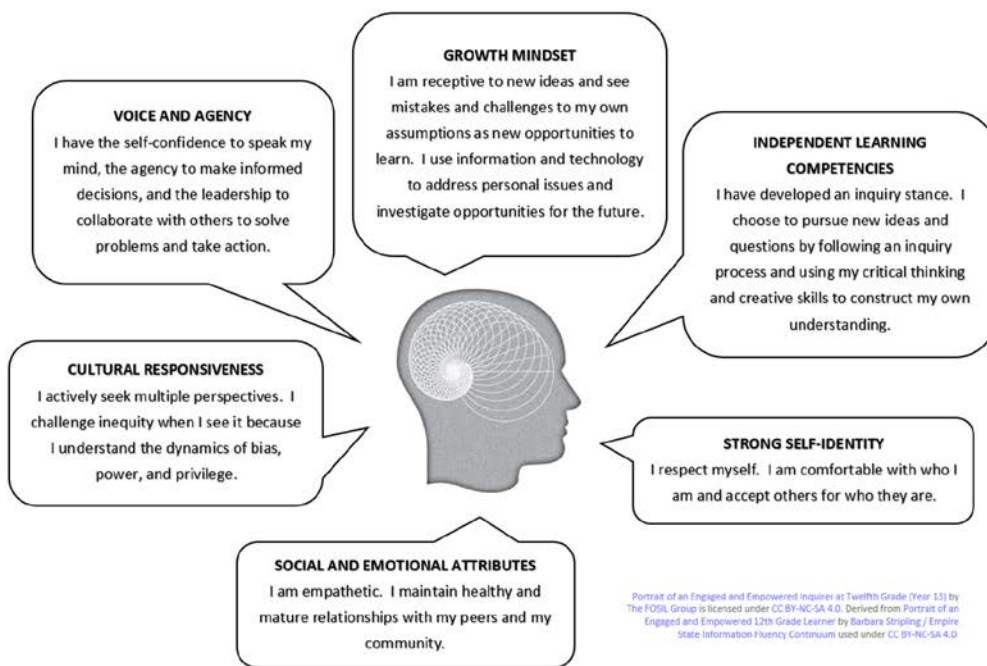 GROWTH MINDSET
I am receptive to new ideas and see
mistakes and challenges to my own
assumptions as new opportunities to
learn.  I use information and technology
to address personal issues and
investigate opportunities for the future.
VOICE AND AGENCY
I have the self-confidence to speak my
mind, the agency to make informed
decisions, and the leadership to
collaborate with others to solve
problems and take action.
INDEPENDENT LEARNING
COMPETENCIES
I have developed an inquiry stance.  I
choose to pursue new ideas and
questions by following an inquiry
process and using my critical thinking
and creative skills to construct my own
understanding.
CULTURAL RESPONSIVENESS
I actively seek multiple perspectives.  I
challenge inequity when I see it because
I understand the dynamics of bias,
power, and privilege.
STRONG SELF-IDENTITY
I respect myself.  I am comfortable with who I
am and accept others for who they are.
SOCIAL AND EMOTIONAL ATTRIBUTES
I am empathetic.  I maintain healthy and
mature relationships with my peers and my
community.
Portrait of an Engaged and Empowered Inquirer at Twelfth Grade (Year 13) by
The FOSIL Group is licensed under CC BY-NC-SA 4.0. Derived from Portrait of an
Engaged and Empowered 12th Grade Learner by Barbara Stripling / Empire
State Information Fluency Continuum used under CC BY-NC-SA 4.0